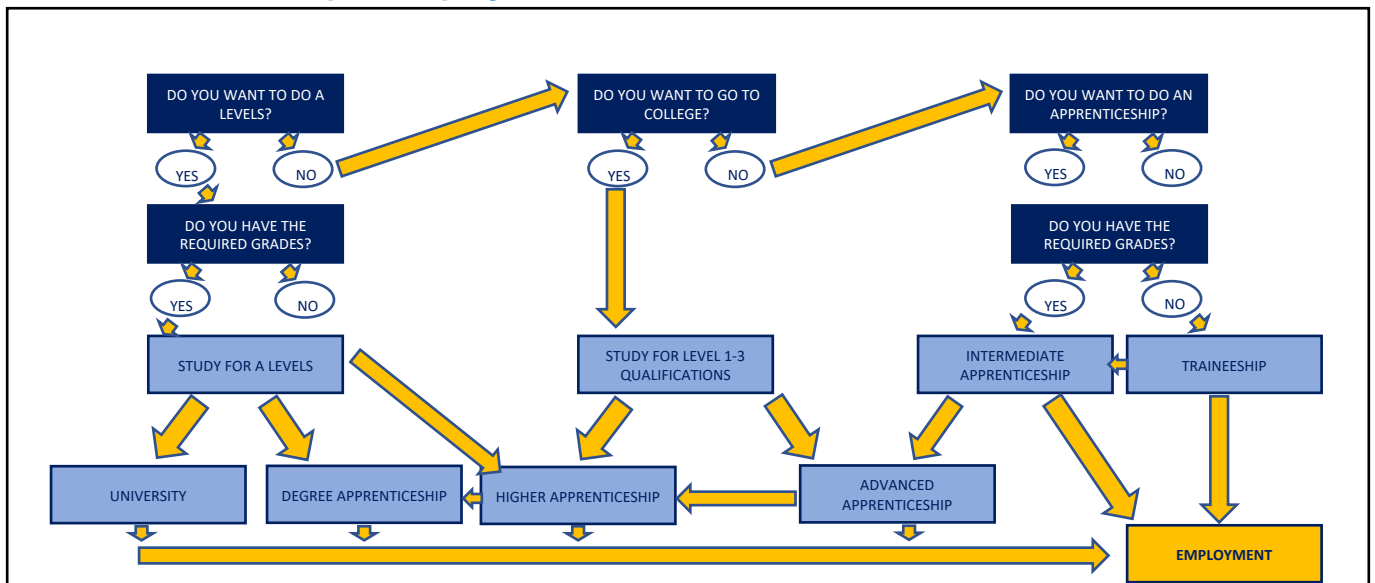 DO YOU WANT TO DO A
LEVELS?
DO YOU WANT TO GO TO
COLLEGE?
DO YOU WANT TO DO AN
APPRENTICESHIP?
YES
NO
YES
NO
YES
NO
DO YOU HAVE THE
REQUIRED GRADES?
DO YOU HAVE THE
REQUIRED GRADES?
YES
NO
YES
NO
STUDY FOR A LEVELS
STUDY FOR LEVEL 1-3
QUALIFICATIONS
INTERMEDIATE
APPRENTICESHIP
TRAINEESHIP
UNIVERSITY
DEGREE APPRENTICESHIP
HIGHER APPRENTICESHIP
ADVANCED
APPRENTICESHIP
EMPLOYMENT